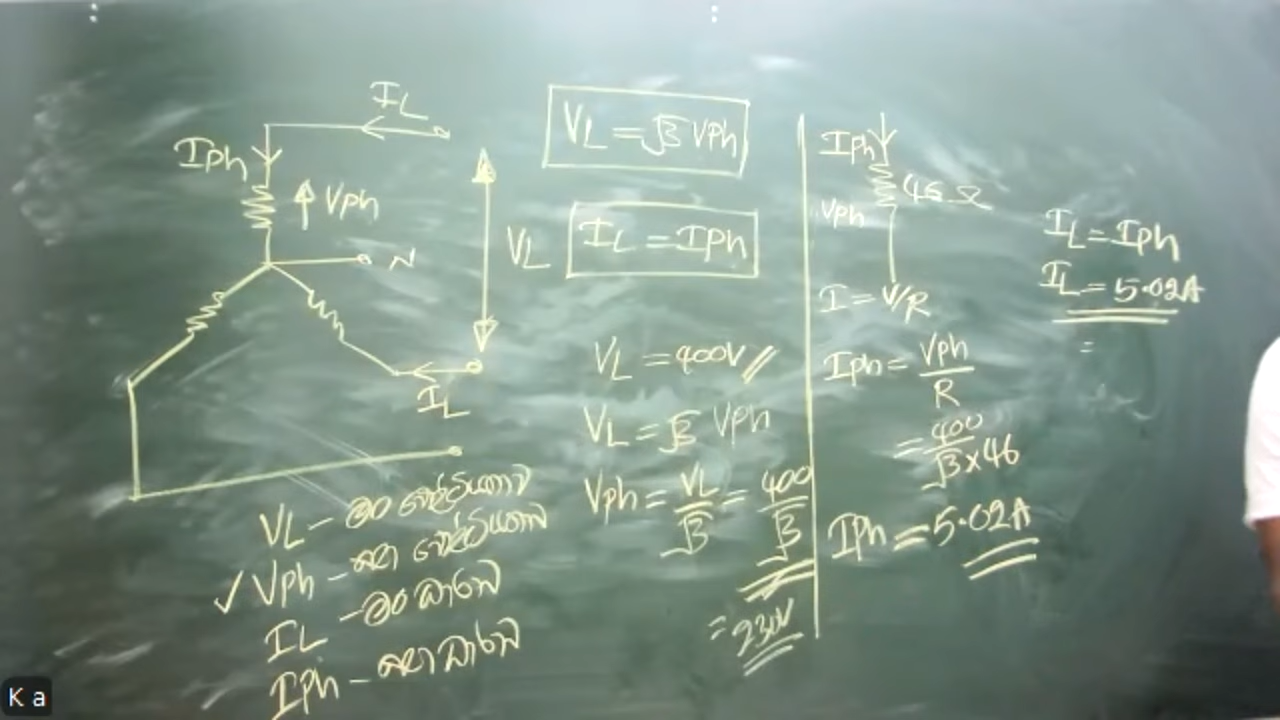 IL
Iph
Vph
N
VL
IL
VL - මං වෝල්ටීයතාව
✓ Vph - කලා වෝල්ටීයතාව
IL - මං ධාරාව
Iph - කලා ධාරාව
VL = √3 Vph
IL = Iph
VL = 400V //
VL = √3 Vph
Vph = VL/√3 = 400/√3
= 230V
Iph
46 Ω
Vph
I = V/R
Iph = Vph/R
= 400/√3×46
Iph = 5.02A
IL = Iph
IL = 5.02A
=
K a